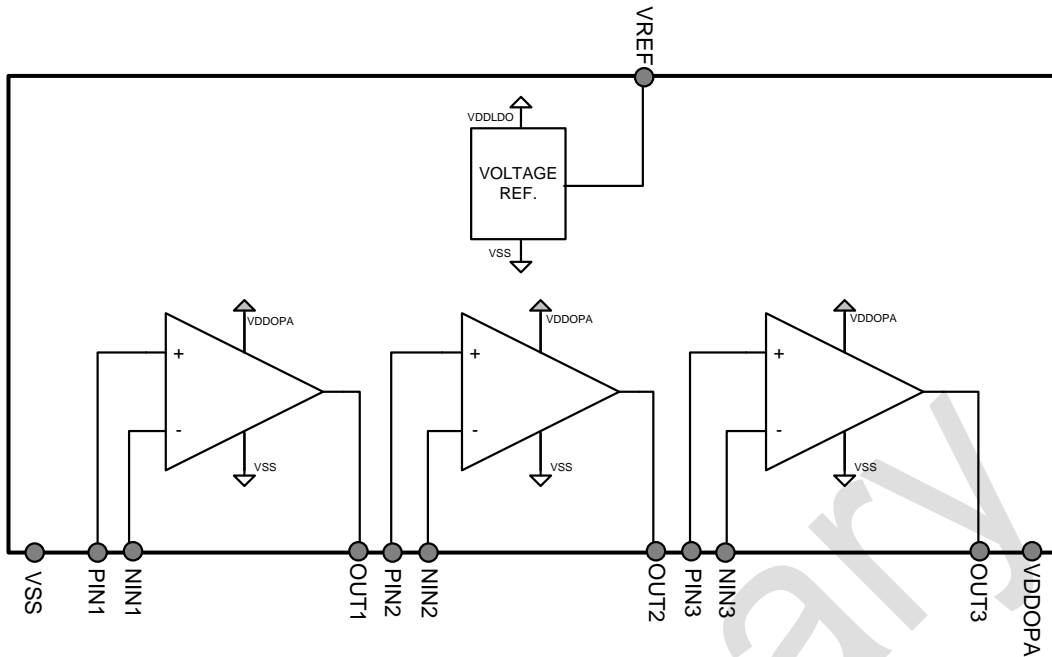 VREF
VDDLDO
VOLTAGE
REF.
VSS
VDDOPA
VDDOPA
VDDOPA
+
+
+
-
-
-
VSS
VSS
VSS
VSS
PIN1
NIN1
OUT1
PIN2
NIN2
OUT2
PIN3
NIN3
OUT3
VDDOPA
ary